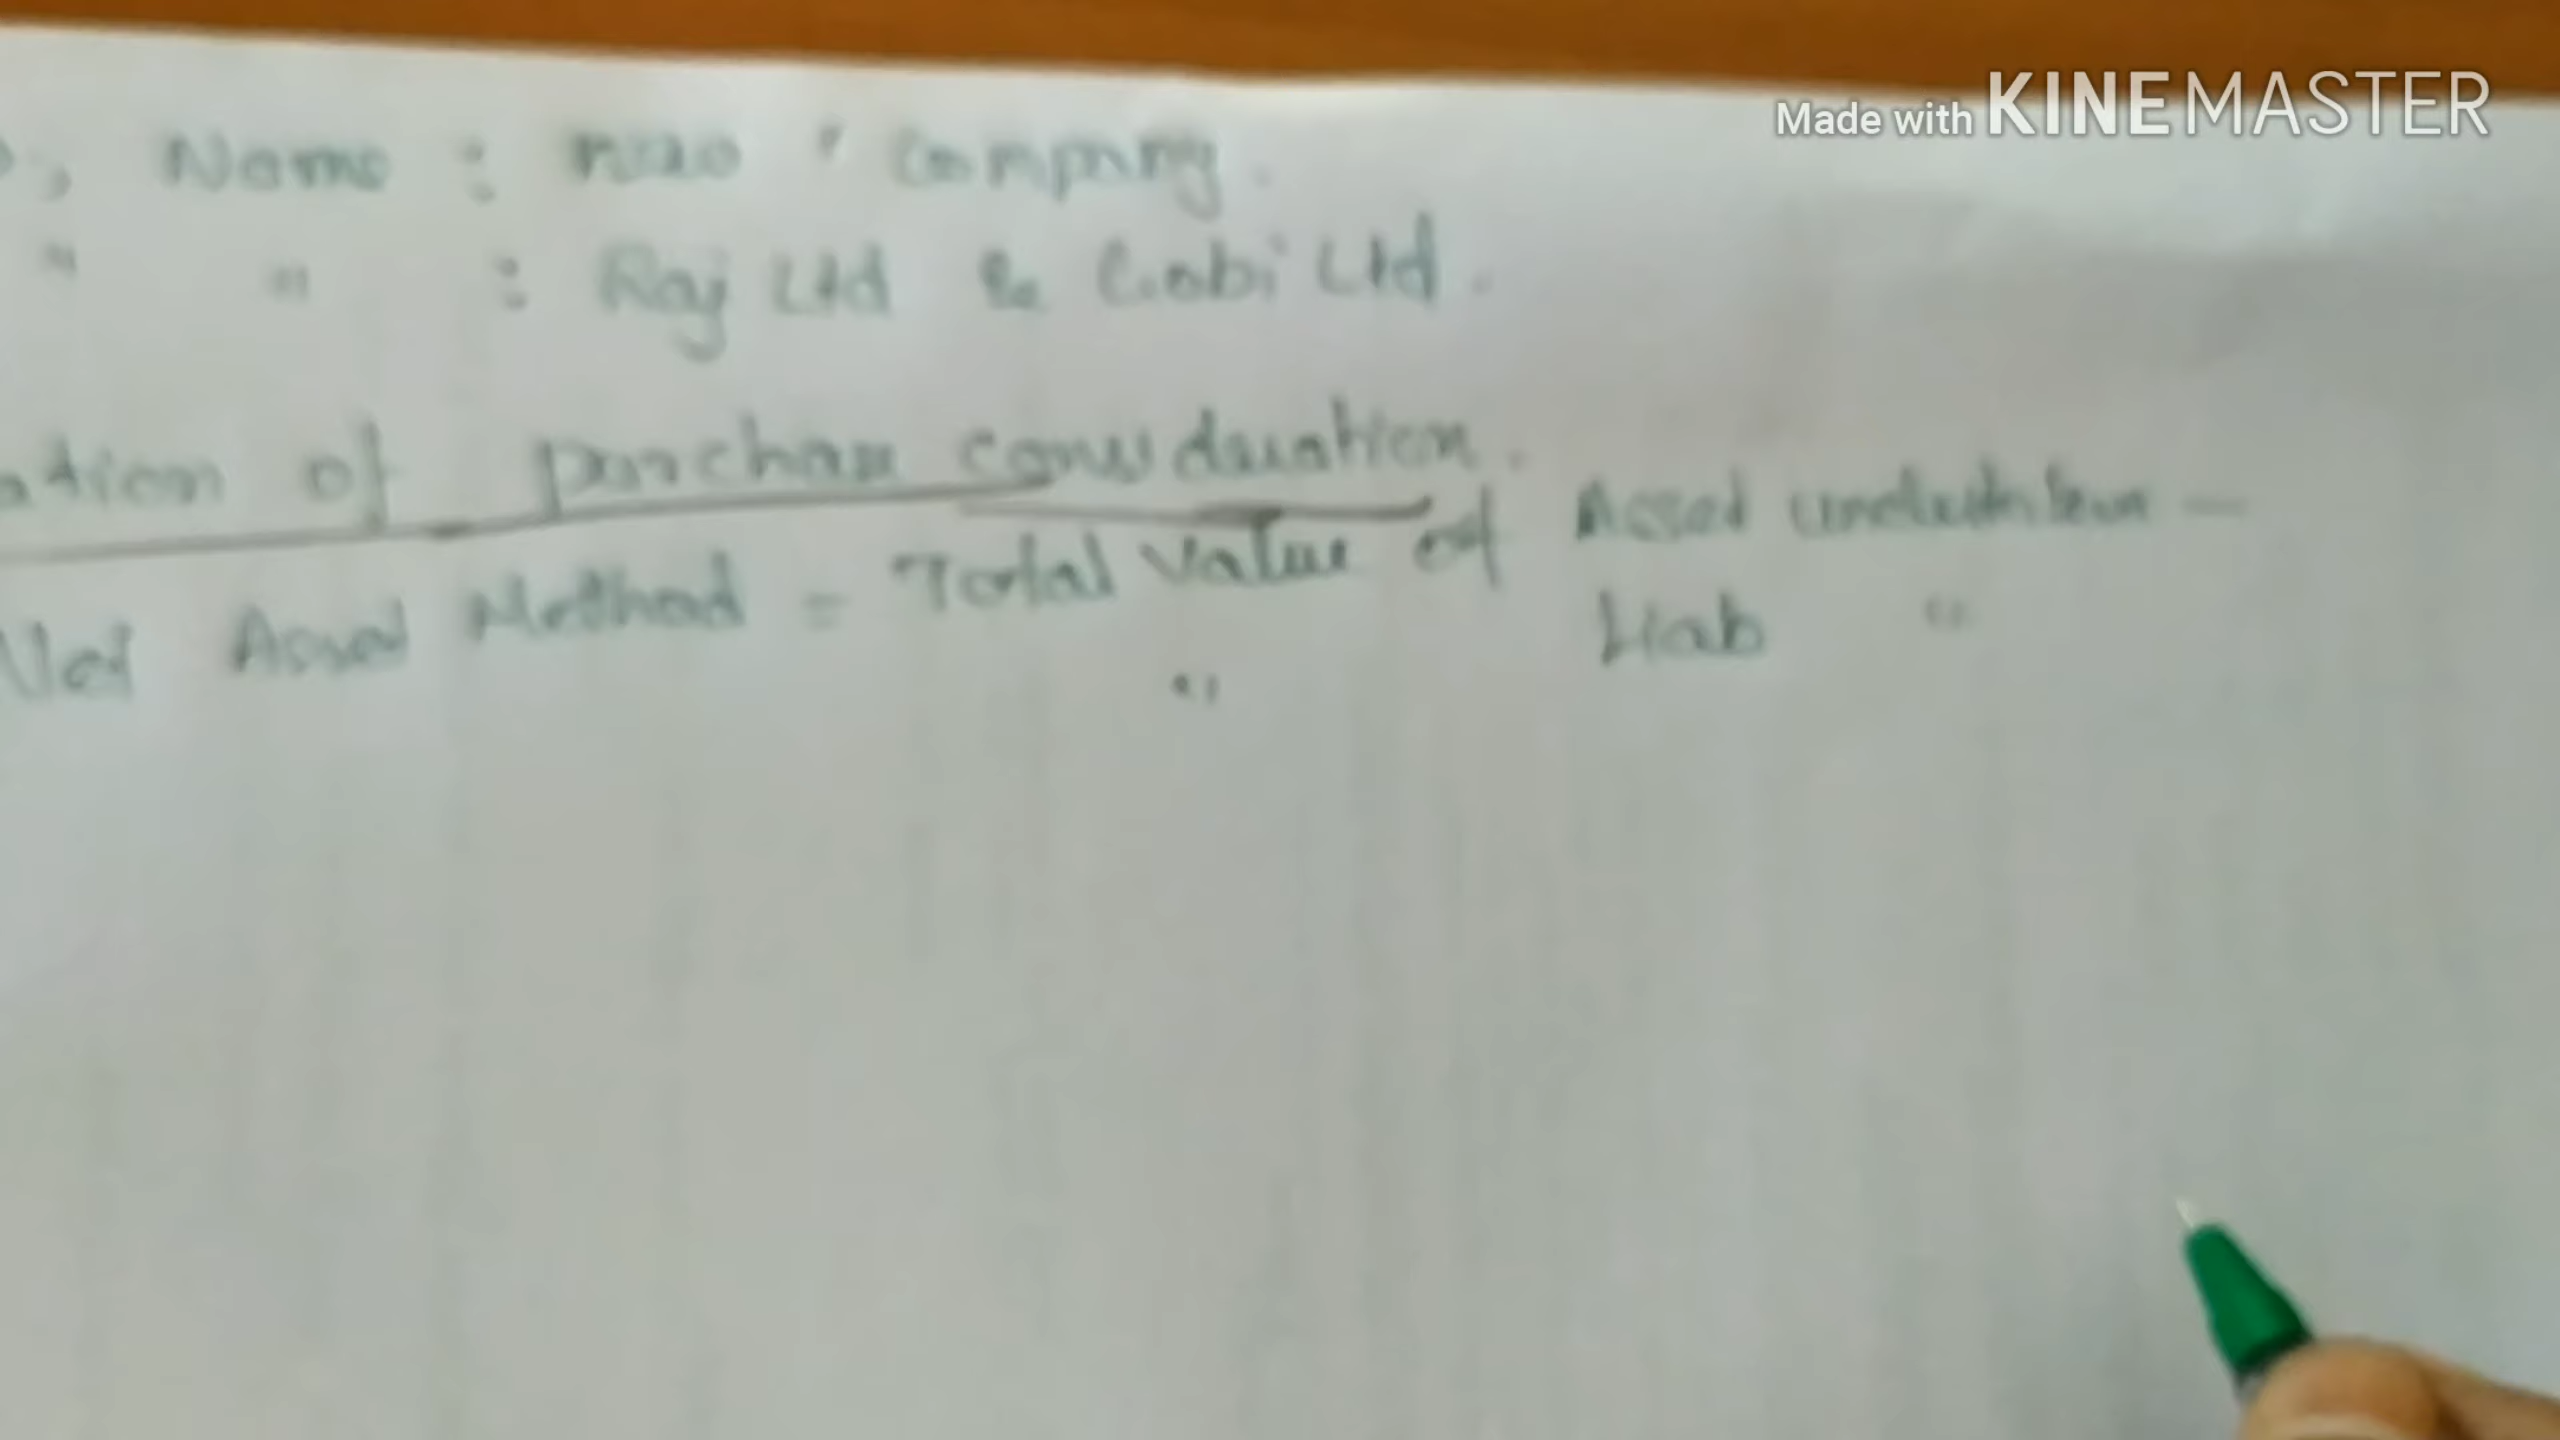 Made with KINEMASTER
, Name : Company.
" " : Raj Ltd & Gobi Ltd.
ation of purchase consideration.
Net Asset Method = Total Value of Asset undertaken -
" Liab "